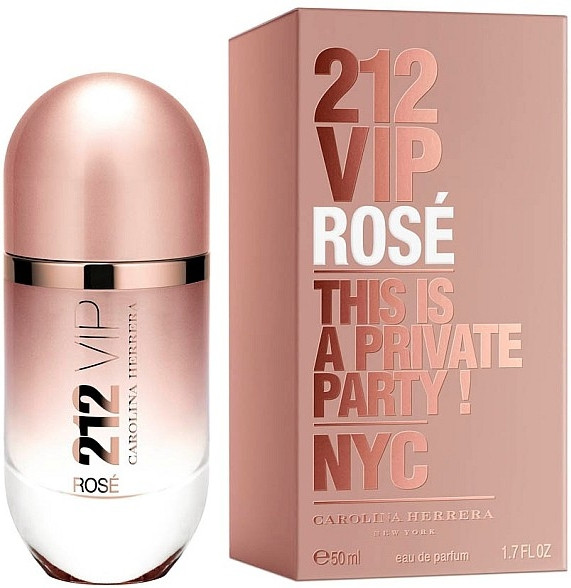 212 VIP
CAROLINA HERRERA
ROSÉ
212
VIP
ROSÉ
THIS IS
A PRIVATE
PARTY !
NYC
CAROLINA HERRERA
NEW YORK
℮50ml eau de parfum 1.7 FL OZ